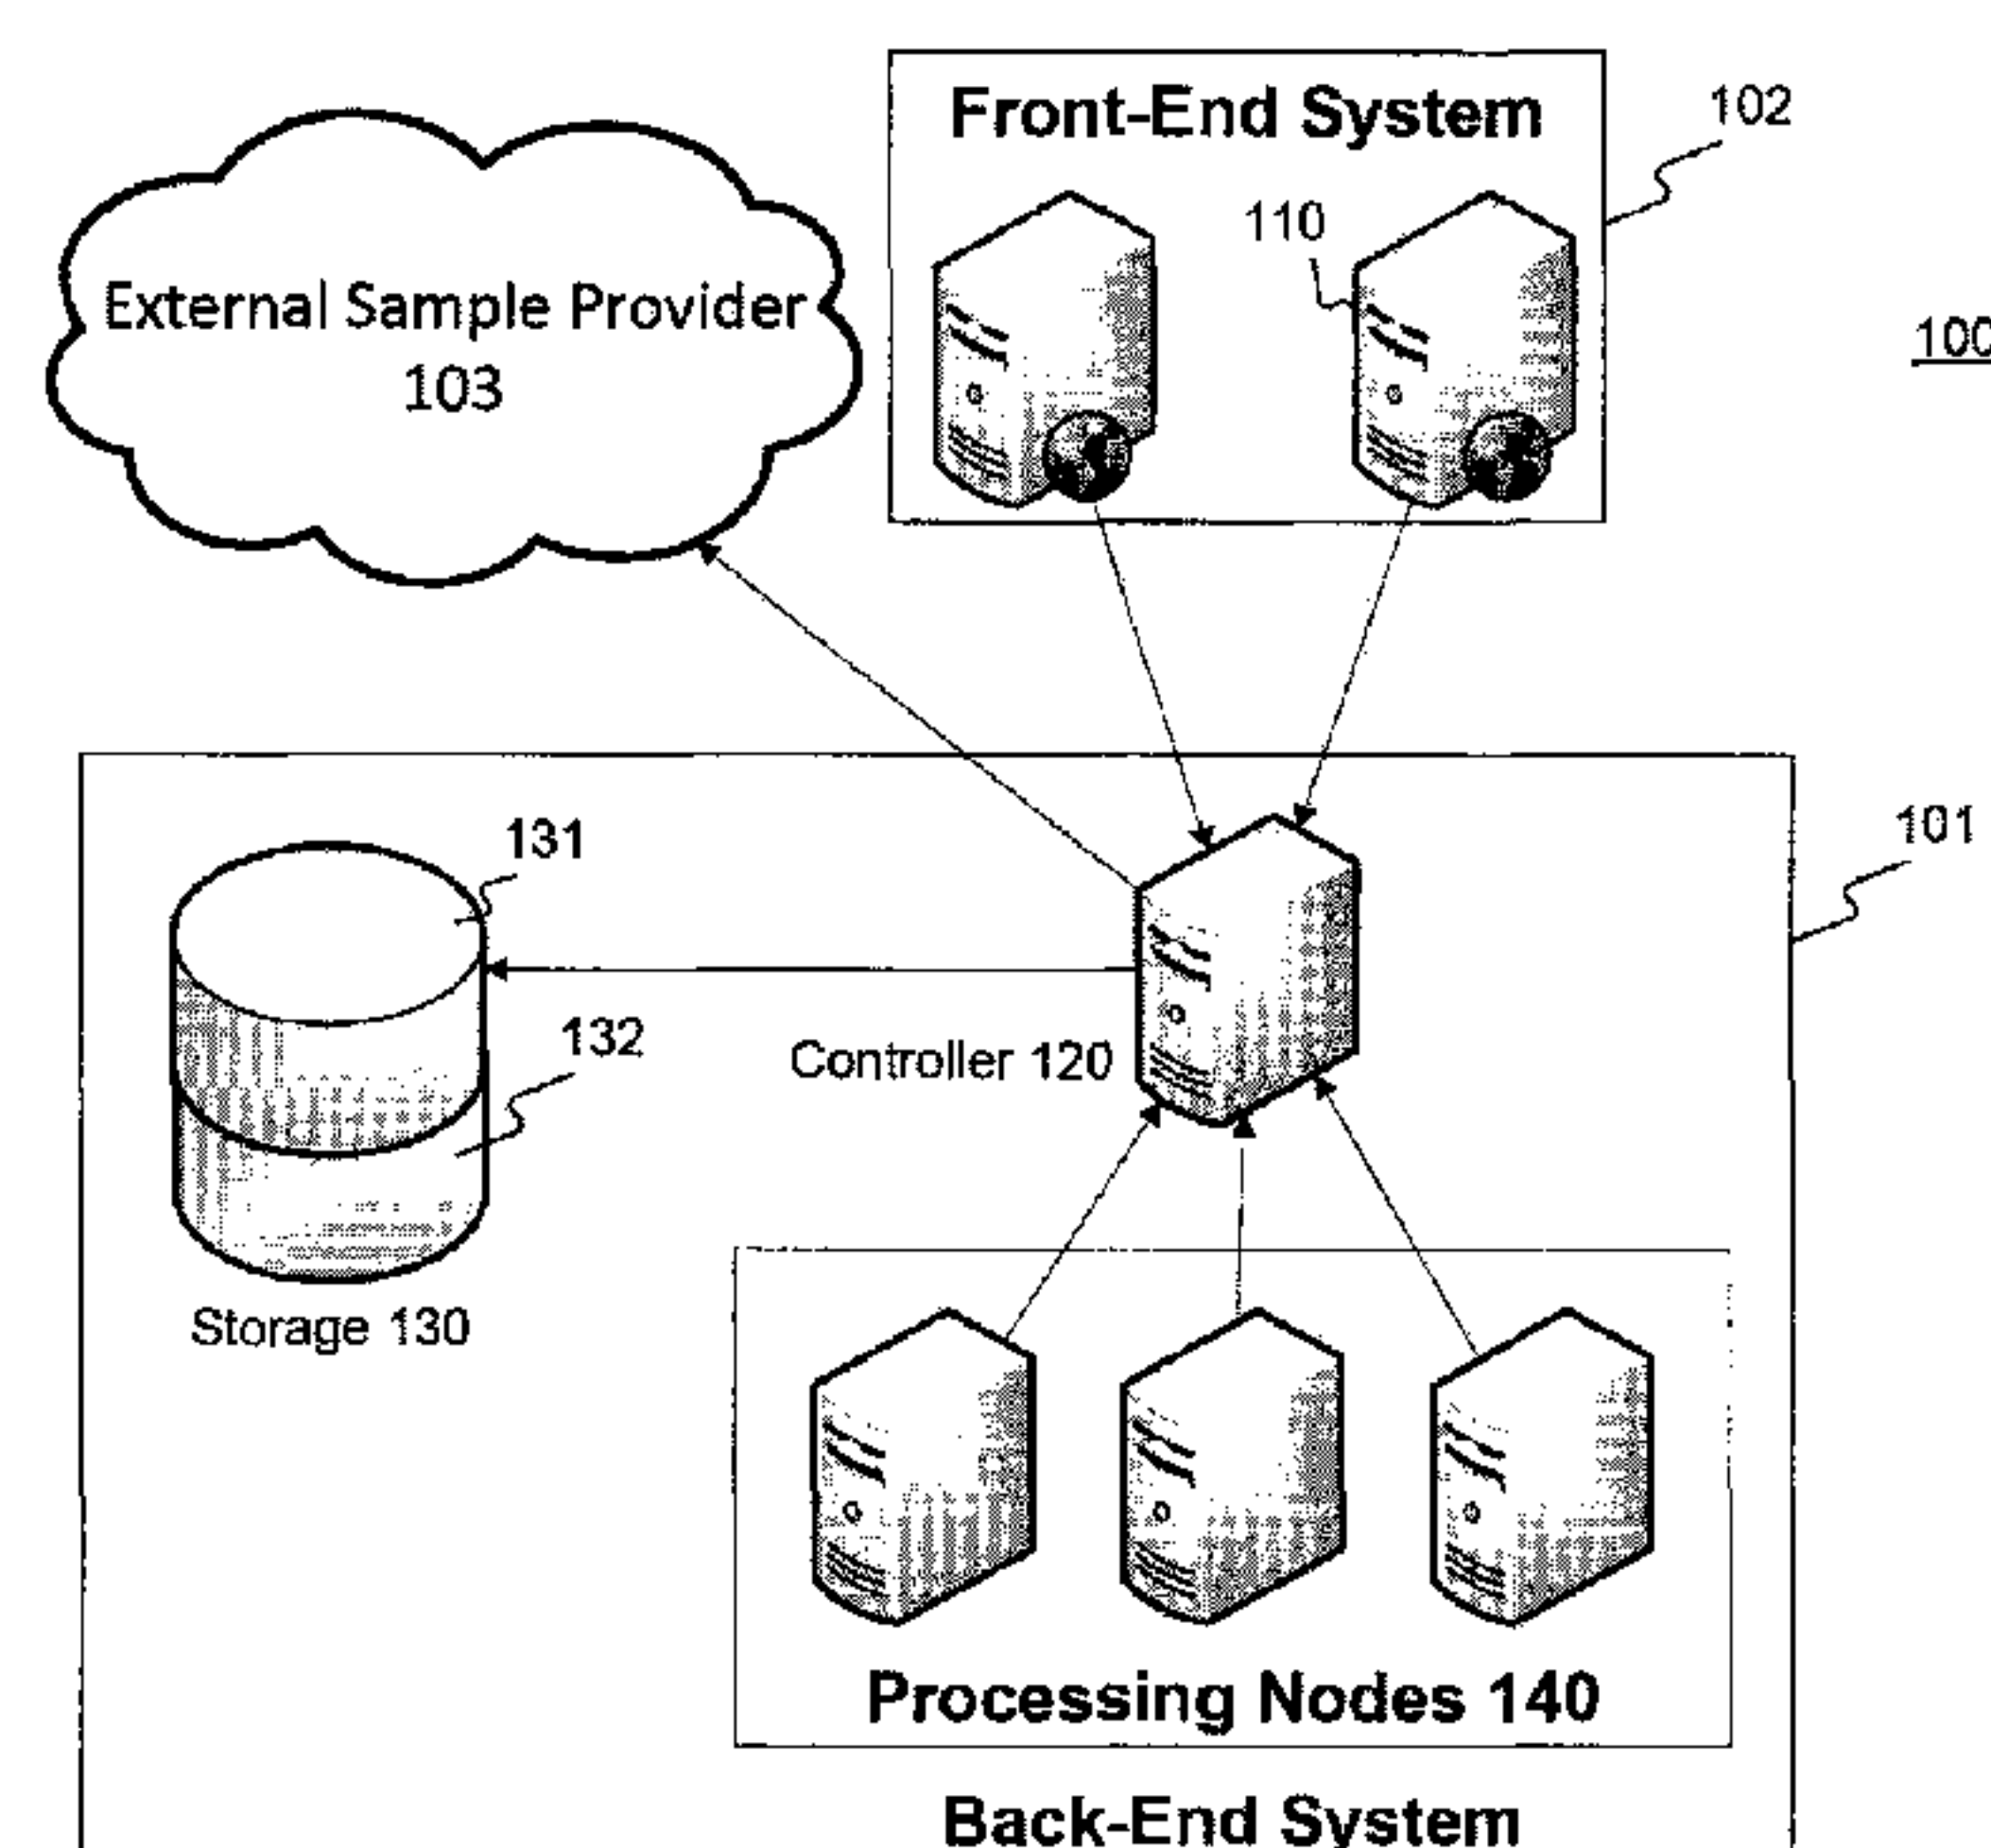 Front-End System
102
110
External Sample Provider
103
100
101
131
132
Controller 120
Storage 130
Processing Nodes 140
Back-End System